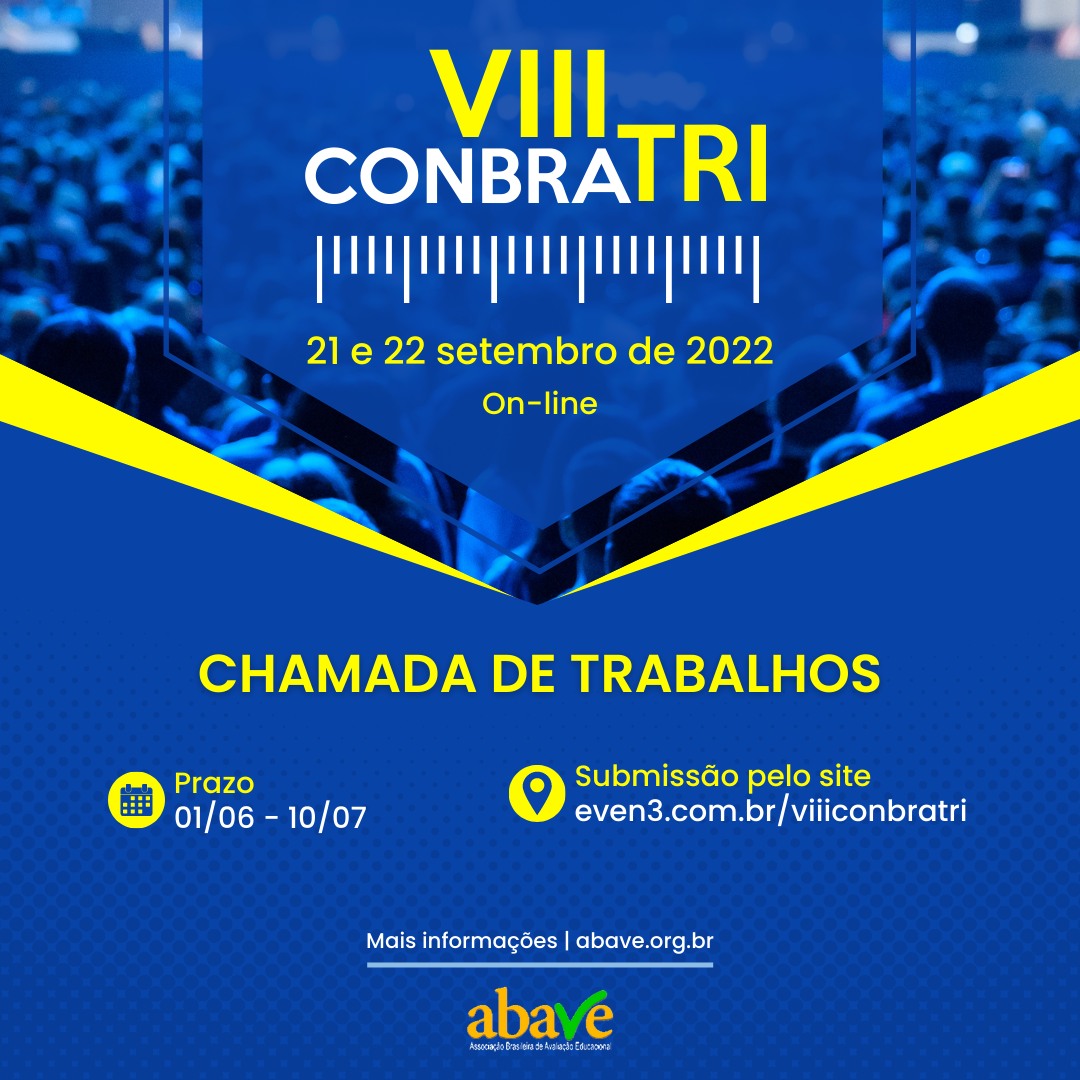 VIII
CONBRATRI
21 e 22 setembro de 2022
On-line
CHAMADA DE TRABALHOS
Prazo
01/06 - 10/07
Submissão pelo site
even3.com.br/viiiconbratri
Mais informações | abave.org.br
abave
Associação Brasileira de Avaliação Educacional